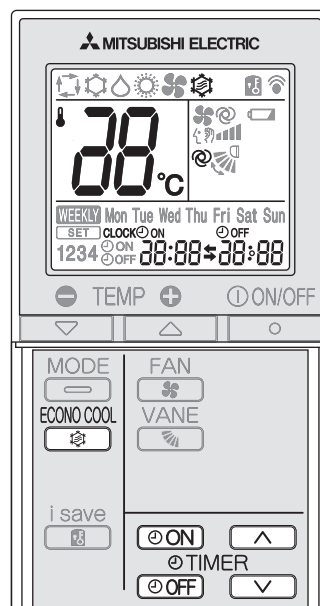 MITSUBISHI ELECTRIC
88°C
WEEKLY Mon Tue Wed Thu Fri Sat Sun
SET CLOCK ON OFF
1234 ON OFF 88:88 88:88
TEMP ON/OFF
MODE FAN
ECONO COOL VANE
i save
ON
TIMER
OFF